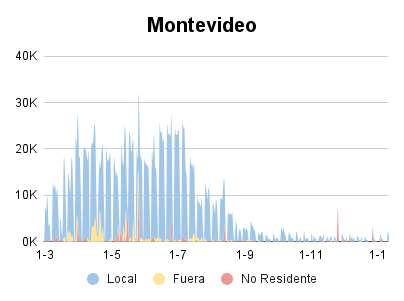 Montevideo
40K
30K
20K
10K
0K
1-3 1-5 1-7 1-9 1-11 1-1
Local Fuera No Residente